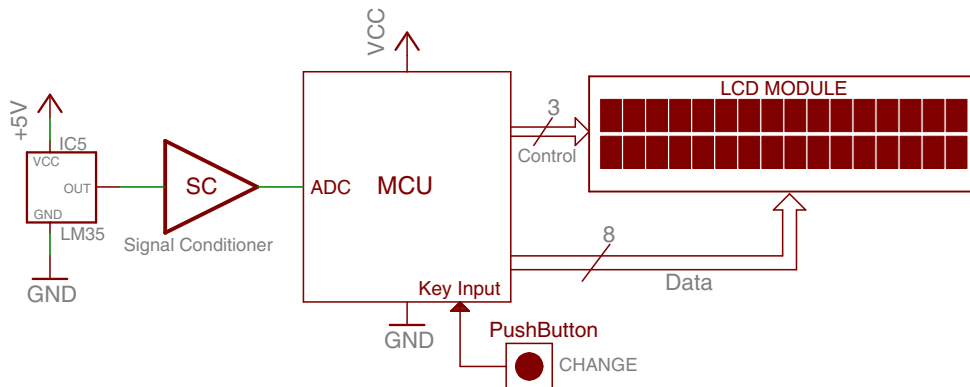 +5V
IC5
VCC
OUT
GND
LM35
GND
SC
Signal Conditioner
VCC
ADC
MCU
Key Input
GND
3
Control
LCD MODULE
8
Data
PushButton
CHANGE